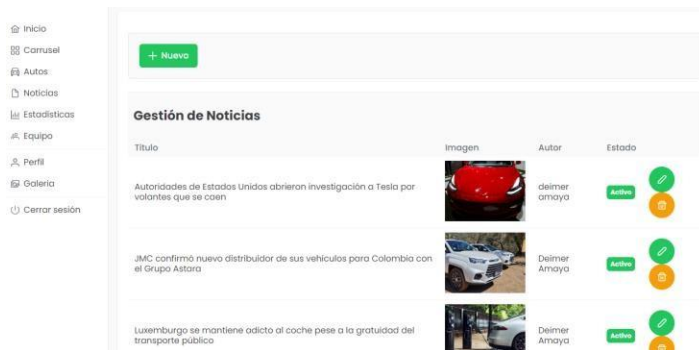 Inicio
Carrusel
Autos
Noticias
Estadísticas
Equipo
Perfil
Galeria
Cerrar sesión
+ Nuevo
Gestión de Noticias
Título Imagen Autor Estado
Autoridades de Estados Unidos abrieron investigación a Tesla por
volantes que se caen
deimer
amaya
Activo
JMC confirmó nuevo distribuidor de sus vehículos para Colombia con
el Grupo Astara
Deimer
Amaya
Activo
Luxemburgo se mantiene adicto al coche pese a la gratuidad del
transporte público
Deimer
Amaya
Activo